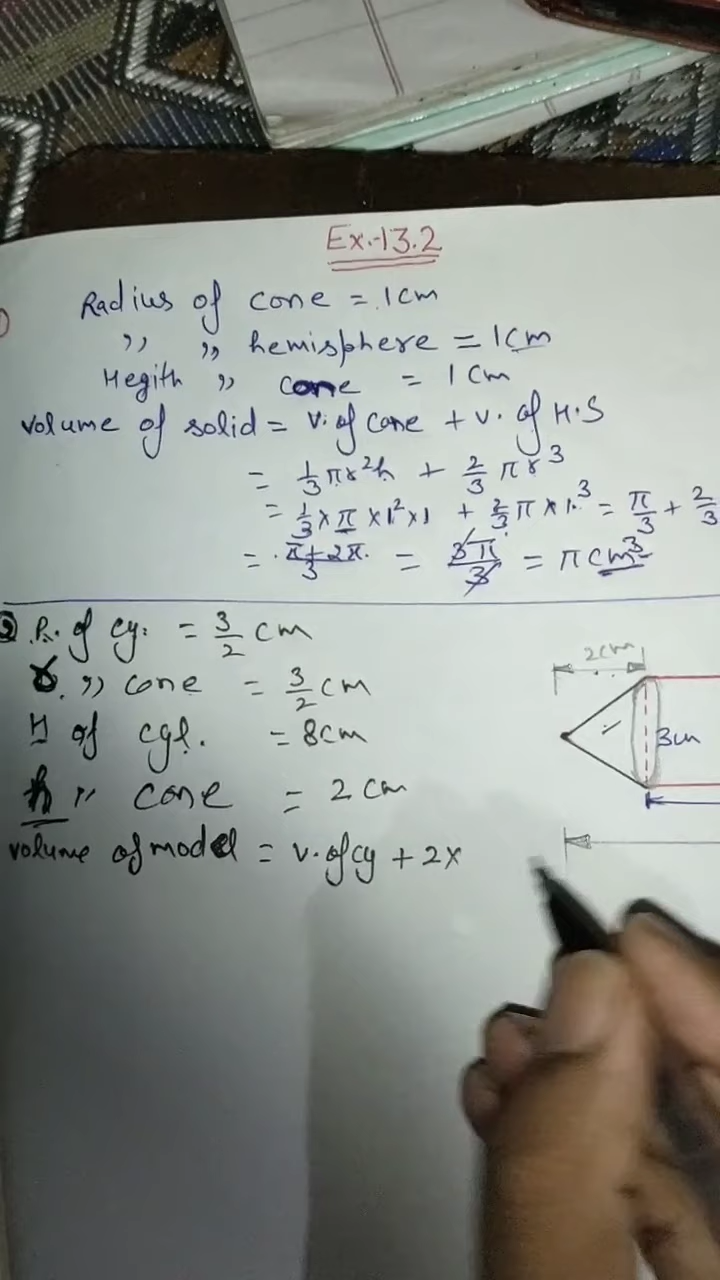 Ex.-13.2
Radius of cone = 1cm
,, ,, hemisphere = 1cm
Hegith ,, cone = 1cm
Volume of solid = V. of cone + v. of H.S
= 1/3 πr²h + 2/3 πr³
= 1/3 × π × 1² × 1 + 2/3 π × 1³ = π/3 + 2/3
= π + 2π / 3 = 3π / 3 = π cm³
② R. of cy. = 3/2 cm
r. ,, cone = 3/2 cm
H of cyl. = 8cm
h ,, cone = 2 cm
volume of model = v. of cy + 2x
2cm
3cm